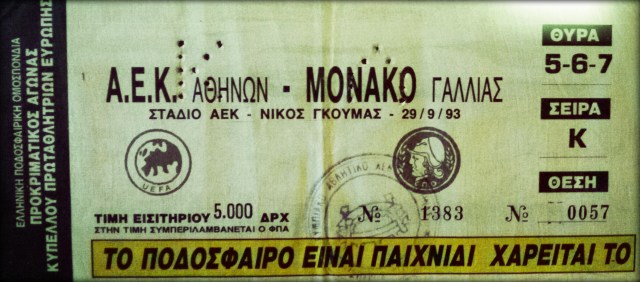 ΕΛΛΗΝΙΚΗ ΠΟΔΟΣΦΑΙΡΙΚΗ ΟΜΟΣΠΟΝΔΙΑ
ΠΡΟΚΡΙΜΑΤΙΚΟΣ ΑΓΩΝΑΣ
ΚΥΠΕΛΛΟΥ ΠΡΩΤΑΘΛΗΤΡΙΩΝ ΕΥΡΩΠΗΣ
Α.Ε.Κ. ΑΘΗΝΩΝ - ΜΟΝΑΚΟ ΓΑΛΛΙΑΣ
ΣΤΑΔΙΟ ΑΕΚ - ΝΙΚΟΣ ΓΚΟΥΜΑΣ - 29/9/93
UEFA
Ε.Π.Ο
ΤΙΜΗ ΕΙΣΙΤΗΡΙΟΥ 5.000 ΔΡΧ
ΣΤΗΝ ΤΙΜΗ ΣΥΜΠΕΡΙΛΑΜΒΑΝΕΤΑΙ Ο ΦΠΑ
№ 1383 № 0057
ΘΥΡΑ
5-6-7
ΣΕΙΡΑ
Κ
ΘΕΣΗ
ΤΟ ΠΟΔΟΣΦΑΙΡΟ ΕΙΝΑΙ ΠΑΙΧΝΙΔΙ ΧΑΡΕΙΤΑΙ ΤΟ